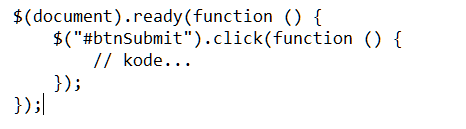 $(document).ready(function () {
    $("#btnSubmit").click(function () {
        // kode...
    });
});